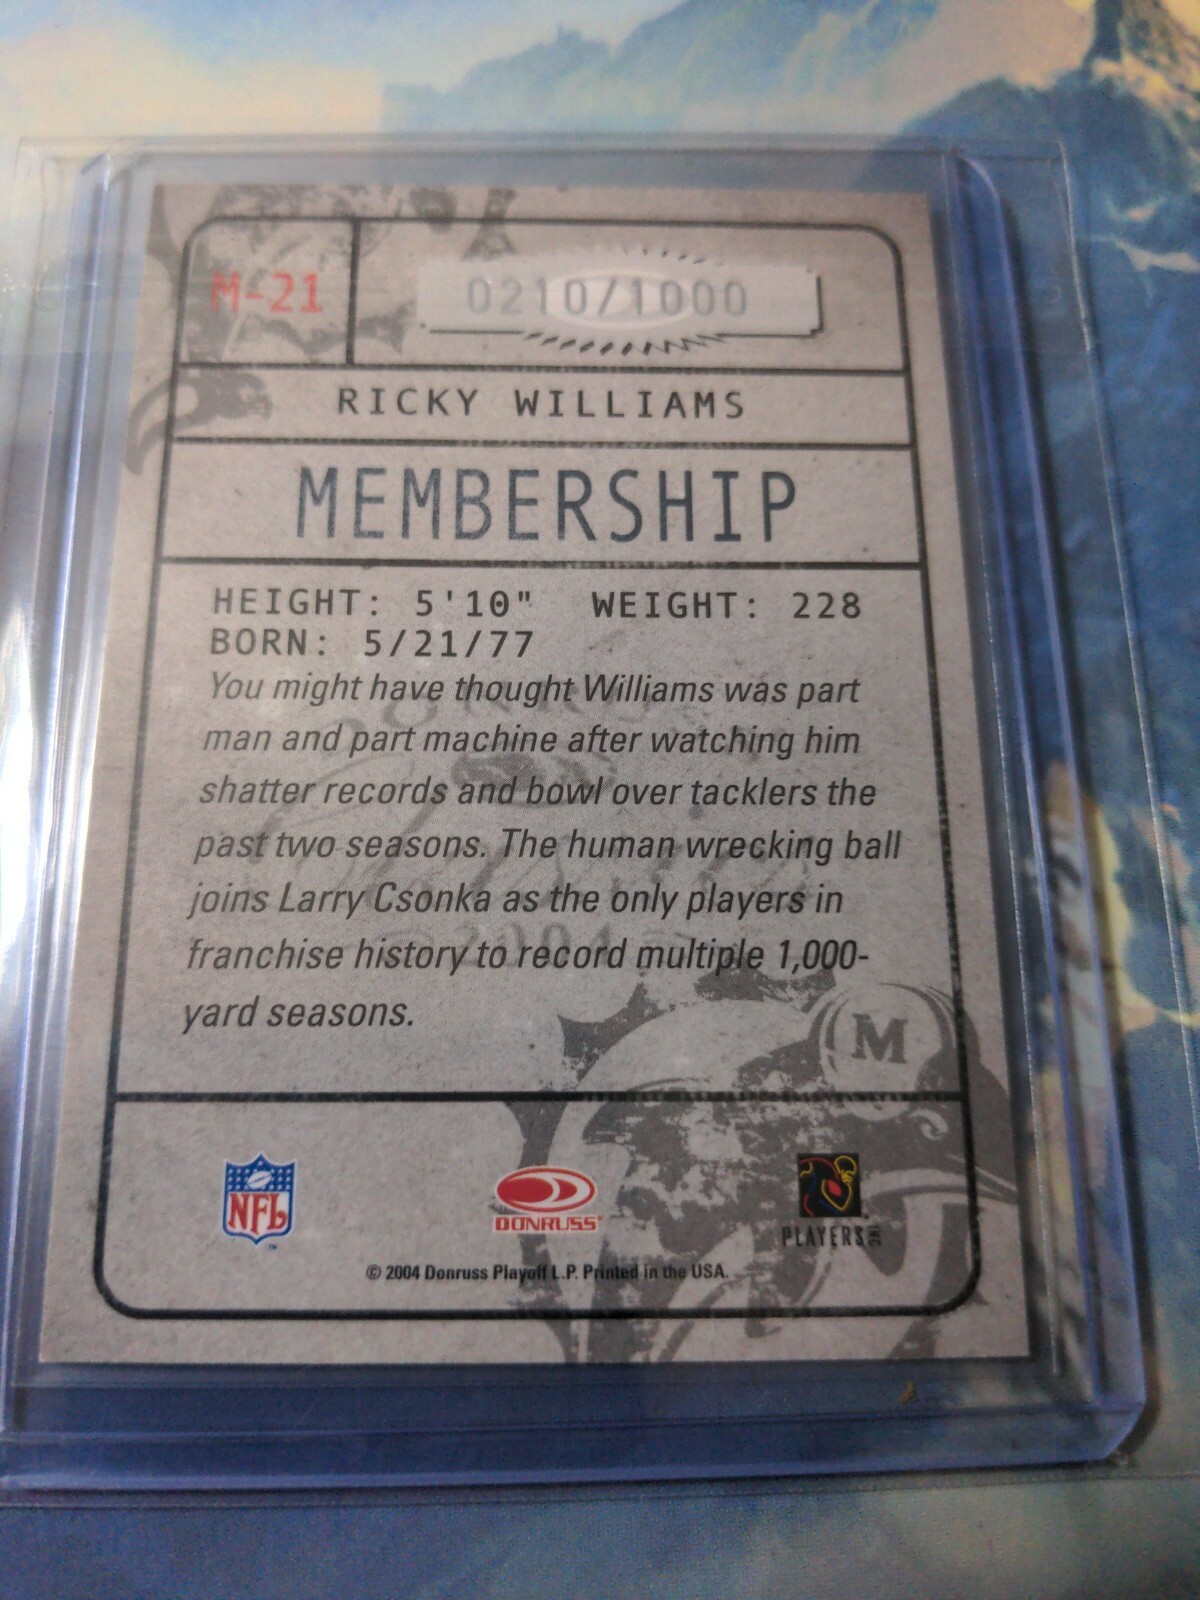 M-21
0210/1000
RICKY WILLIAMS
MEMBERSHIP
HEIGHT: 5'10" WEIGHT: 228
BORN: 5/21/77
You might have thought Williams was part
man and part machine after watching him
shatter records and bowl over tacklers the
past two seasons. The human wrecking ball
joins Larry Csonka as the only players in
franchise history to record multiple 1,000-
yard seasons.
M
NFL
DONRUSS
PLAYERS INC
© 2004 Donruss Playoff L.P. Printed in the USA.